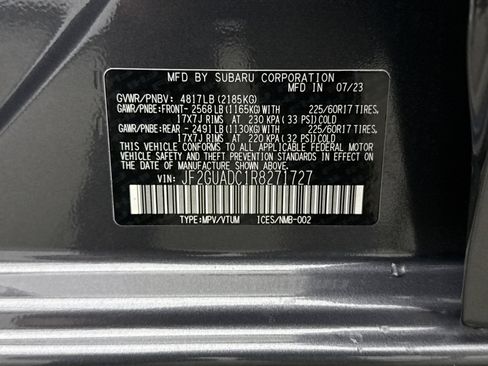 MFD BY SUBARU CORPORATION
MFD IN 07/23
GVWR/PNBV: 4817LB (2185KG)
GAWR/PNBE:FRONT- 2568 LB (1165KG) WITH 225/60R17 TIRES,
17X7J RIMS AT 230 KPA (33 PSI) COLD
GAWR/PNBE:REAR - 2491 LB (1130KG) WITH 225/60R17 TIRES,
17X7J RIMS AT 220 KPA (32 PSI) COLD
THIS VEHICLE CONFORMS TO ALL APPLICABLE FEDERAL MOTOR
VEHICLE SAFETY AND THEFT PREVENTION STANDARDS IN EFFECT ON
THE DATE OF MANUFACTURE SHOWN ABOVE.
VIN: JF2GUADC1R8271727
TYPE:MPV/VTUM ICES/NMB-002